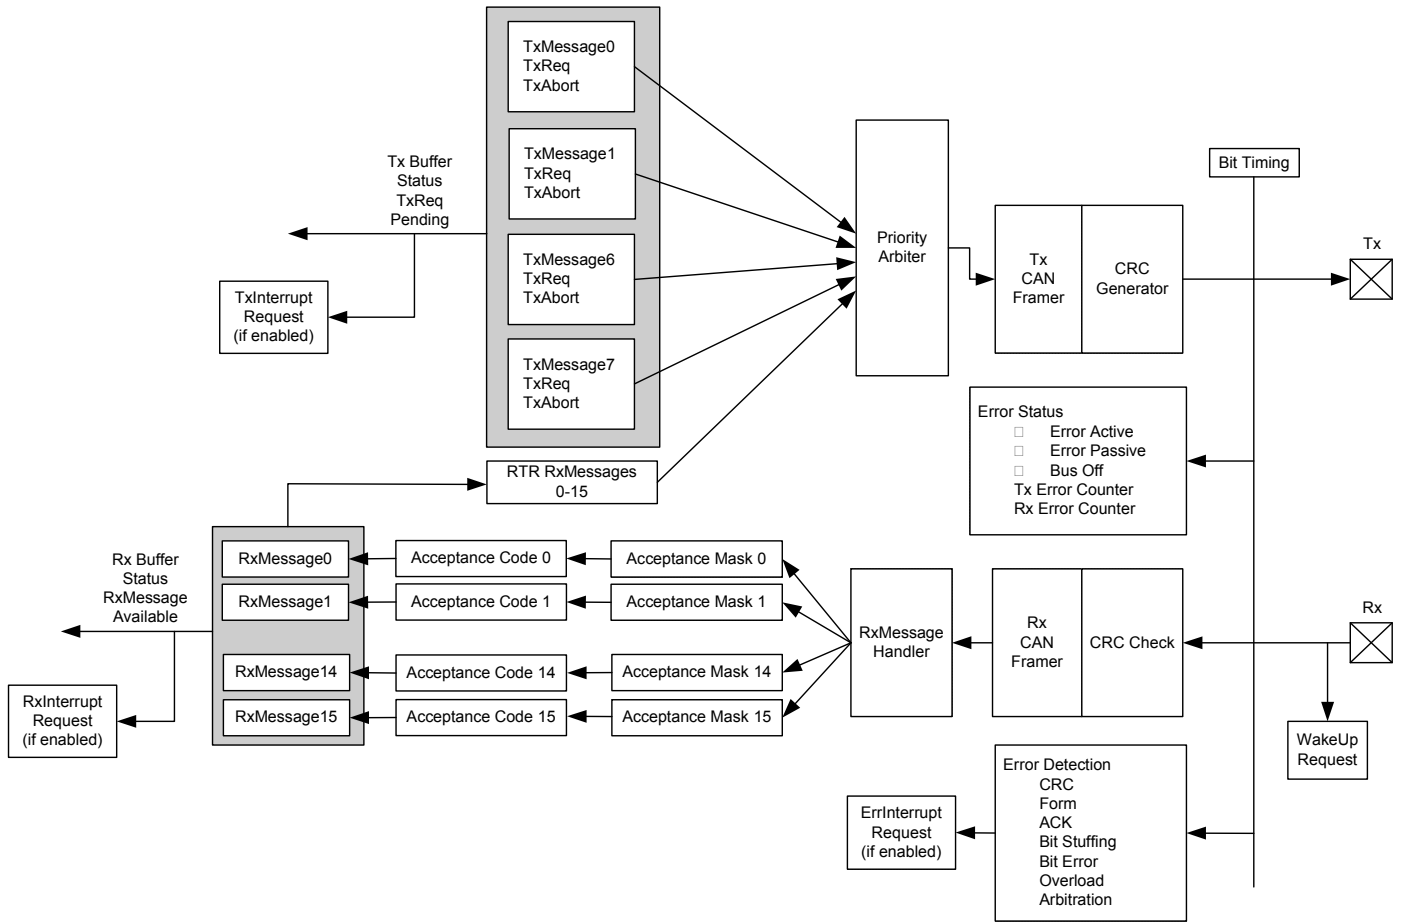 TxMessage0
TxReq
TxAbort
TxMessage1
TxReq
TxAbort
TxMessage6
TxReq
TxAbort
TxMessage7
TxReq
TxAbort
Tx Buffer
Status
TxReq
Pending
TxInterrupt
Request
(if enabled)
Priority
Arbiter
Tx
CAN
Framer
CRC
Generator
Bit Timing
Tx
Error Status
Error Active
Error Passive
Bus Off
Tx Error Counter
Rx Error Counter
RTR RxMessages
0-15
Rx Buffer
Status
RxMessage
Available
RxInterrupt
Request
(if enabled)
RxMessage0
Acceptance Code 0
Acceptance Mask 0
RxMessage1
Acceptance Code 1
Acceptance Mask 1
RxMessage14
Acceptance Code 14
Acceptance Mask 14
RxMessage15
Acceptance Code 15
Acceptance Mask 15
RxMessage
Handler
Rx
CAN
Framer
CRC Check
Rx
WakeUp
Request
ErrInterrupt
Request
(if enabled)
Error Detection
CRC
Form
ACK
Bit Stuffing
Bit Error
Overload
Arbitration